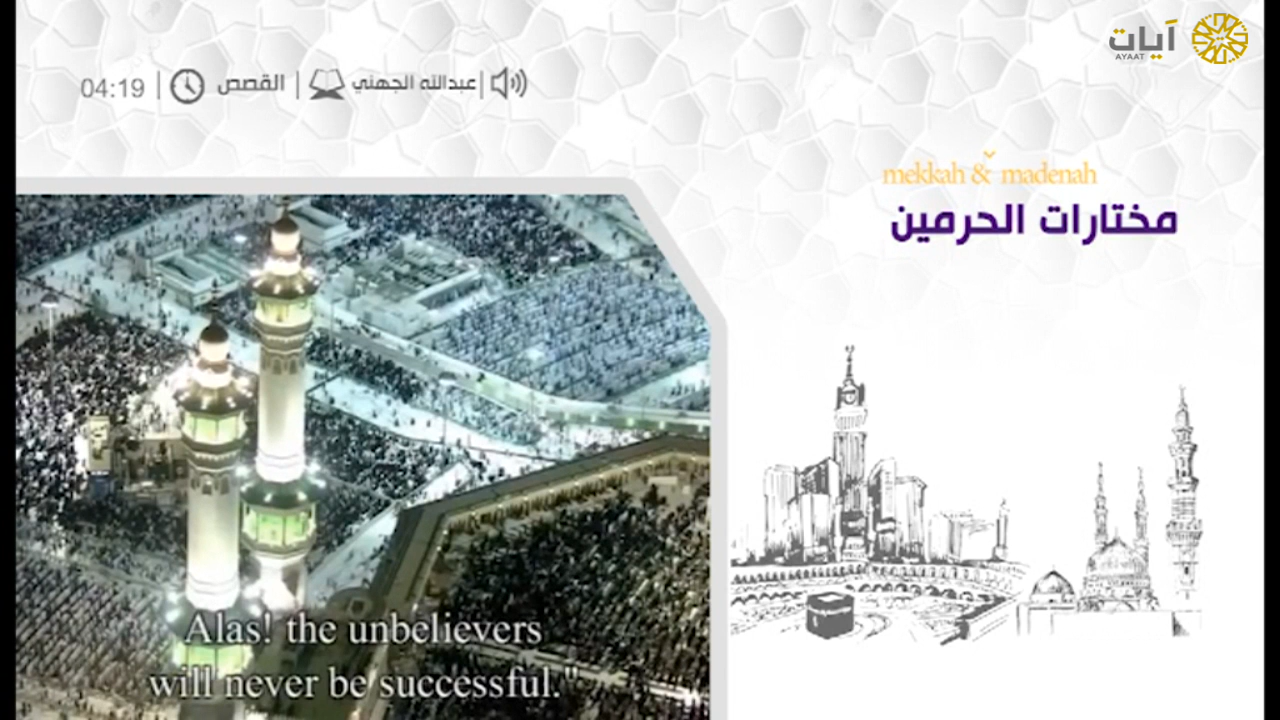 آيات
AYAAT
عبدالله الجهني | القصص | 04:19
mekkah & madenah
مختارات الحرمين
Alas! the unbelievers
will never be successful."